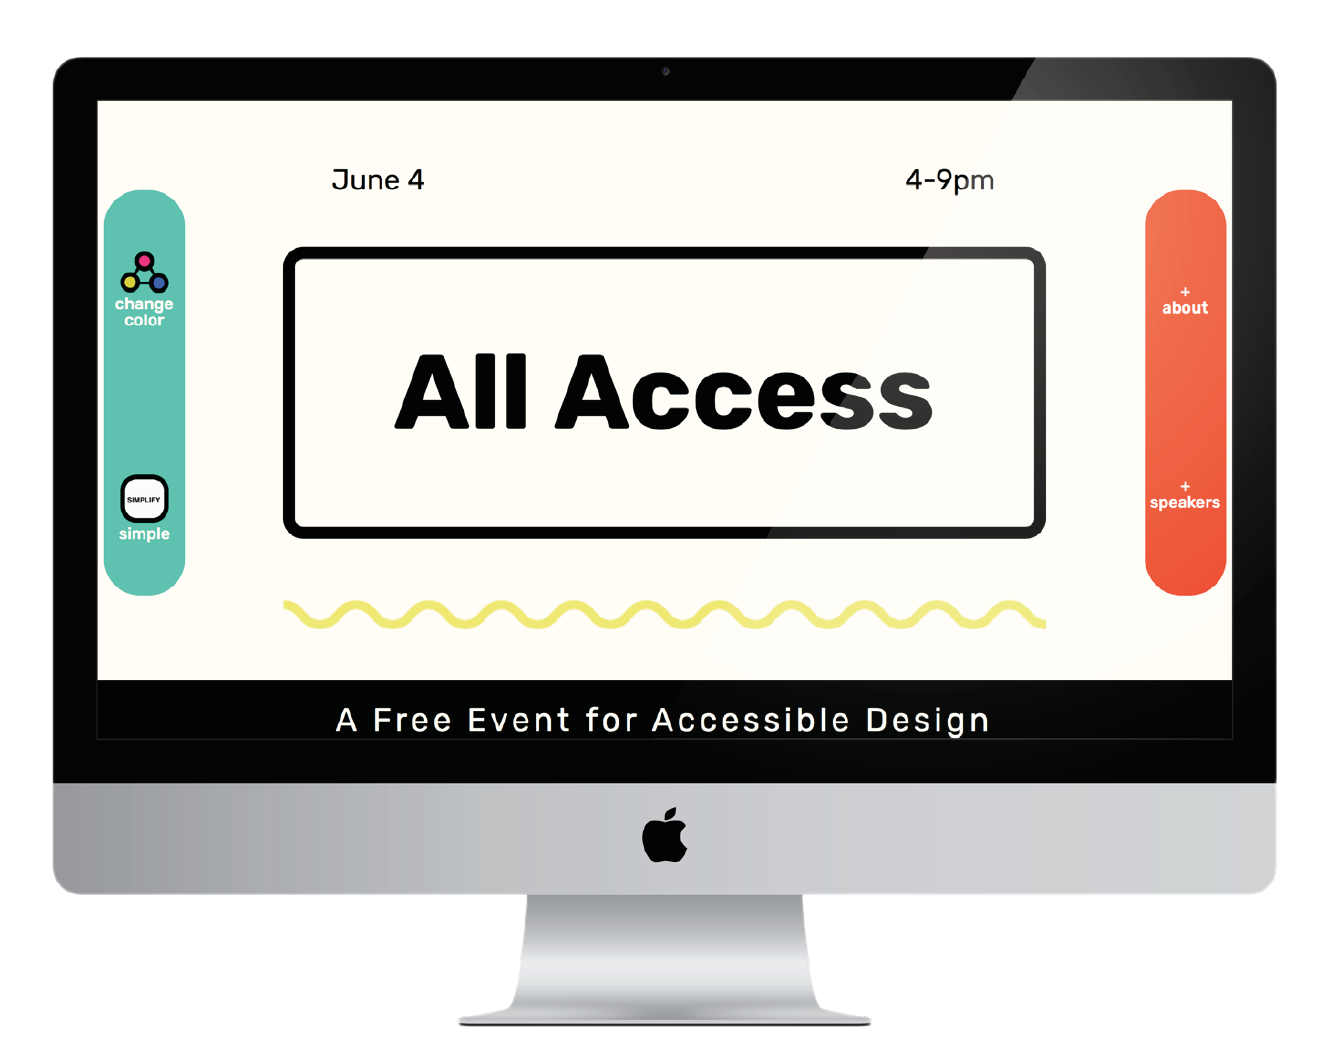 June 4
4-9pm
change
color
SIMPLIFY
simple
All Access
+
about
+
speakers
A Free Event for Accessible Design